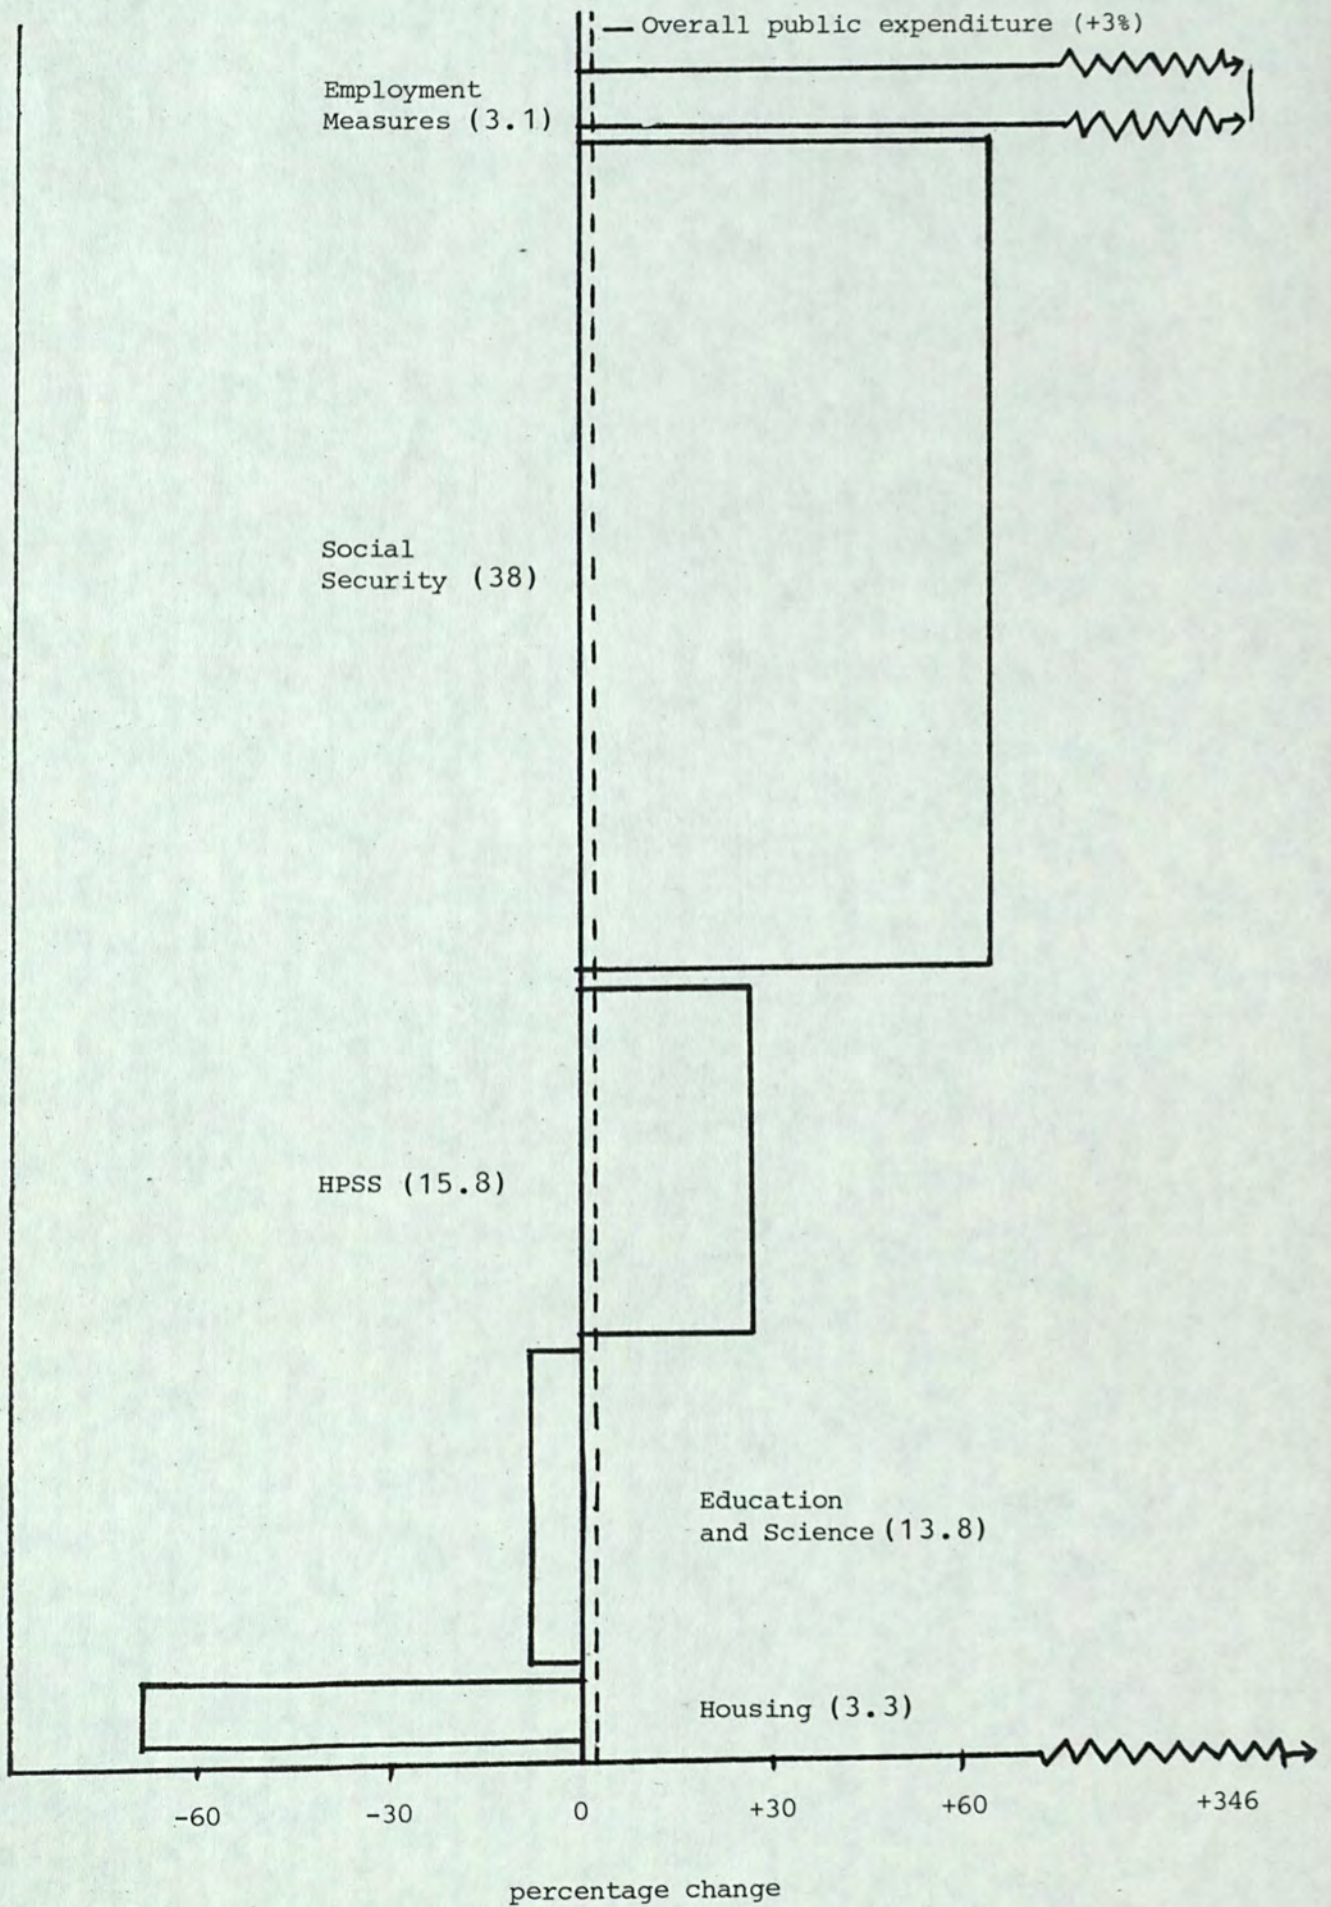 Overall public expenditure (+3%)
Employment
Measures (3.1)
Social
Security (38)
HPSS (15.8)
Education
and Science (13.8)
Housing (3.3)
-60 -30 0 +30 +60 +346
percentage change